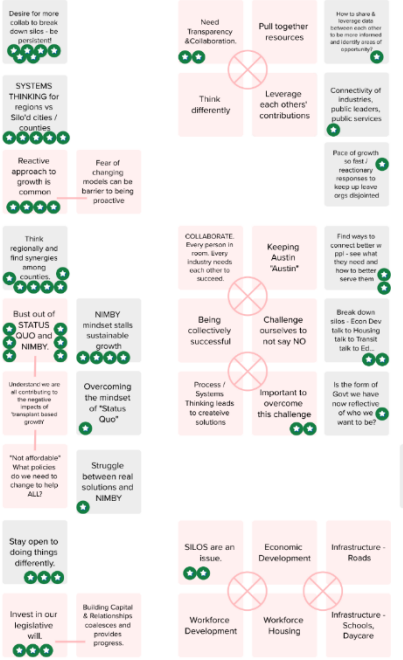 Desire for more
collab to break
down silos - be
persistent!
SYSTEMS
THINKING for
regions vs
Silo'd cities /
counties
Reactive
approach to
growth is
common
Fear of
changing
models can be
barrier to being
proactive
Think
regionally and
find synergies
among
counties.
Bust out of
STATUS
QUO and
NIMBY.
NIMBY
mindset stalls
sustainable
growth
Understand we are
all contributing to
the negative
impacts of
'transplant based
growth'
Overcoming
the mindset
of "Status
Quo"
"Not affordable"
What policies
do we need to
change to help
ALL?
Struggle
between real
solutions and
NIMBY
Stay open to
doing things
differently.
Invest in our
legislative
will.
Building Capital
& Relationships
coalesces and
provides
progress.
Need
Transparency
&Collaboration.
Pull together
resources
How to share &
leverage data
between each other
to be more informed
and identify areas of
opportunity?
Think
differently
Leverage
each others'
contributions
Connectivity of
industries,
public leaders,
public services
Pace of growth
so fast /
reactionary
responses to
keep up leave
orgs disjointed
COLLABORATE.
Every person in
room. Every
industry needs
each other to
succeed.
Keeping
Austin
"Austin"
Find ways to
connect better w
ppl - see what
they need and
how to better
serve them
Being
collectively
successful
Challenge
ourselves to
not say NO
Break down
silos - Econ Dev
talk to Housing
talk to Transit
talk to Ed...
Process /
Systems
Thinking leads
to createive
solutions
Important to
overcome
this challenge
Is the form of
Govt we have
now reflective
of who we
want to be?
SILOS are an
issue.
Economic
Development
Infrastructure -
Roads
Workforce
Development
Workforce
Housing
Infrastructure -
Schools,
Daycare